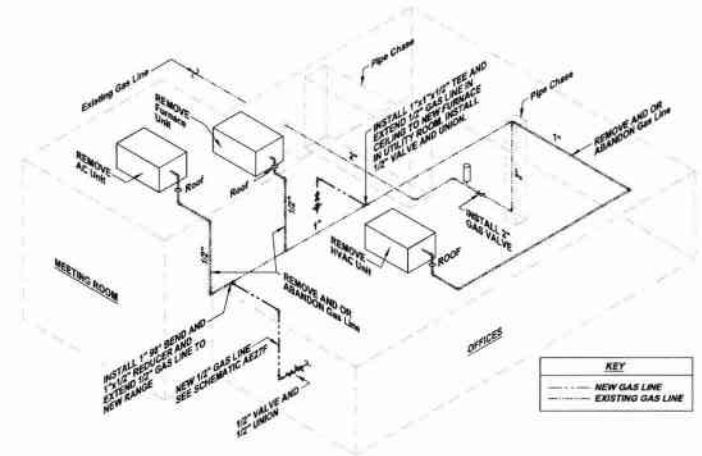 Existing Gas Line
2"
Pipe Chase
REMOVE
Furnace
Unit
INSTALL 1"x1"x1/2" TEE AND
EXTEND 1/2" GAS LINE IN
CEILING TO NEW FURNACE
IN UTILITY ROOM, INSTALL
1/2" VALVE AND UNION.
Pipe Chase
1"
REMOVE AND OR
ABANDON Gas Line
REMOVE
AC Unit
Roof
Roof
2"
1/2"
1"
INSTALL 2"
GAS VALVE
REMOVE
HVAC Unit
ROOF
MEETING ROOM
REMOVE AND OR
ABANDON Gas Line
OFFICES
INSTALL 1" 98° BEND AND
1"x1/2" REDUCER AND
EXTEND 1/2" GAS LINE TO
NEW RANGE
NEW 1/2" GAS LINE
SEE SCHEMATIC AE27F
1/2" VALVE AND
1/2" UNION
KEY
NEW GAS LINE
EXISTING GAS LINE